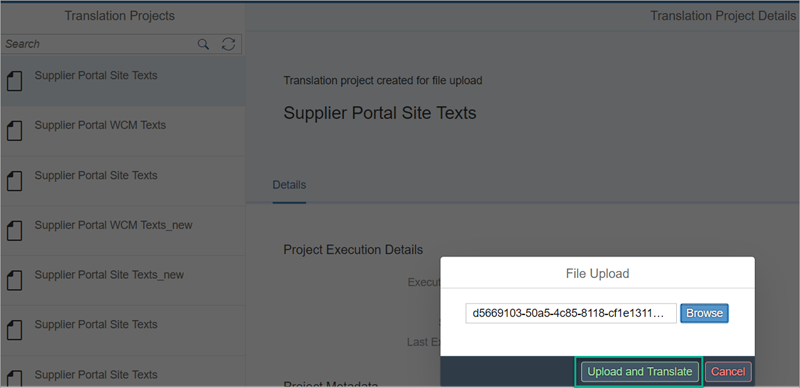 Translation Projects
Translation Project Details
Search
Supplier Portal Site Texts
Supplier Portal WCM Texts
Supplier Portal Site Texts
Supplier Portal WCM Texts_new
Supplier Portal Site Texts_new
Supplier Portal Site Texts
Supplier Portal Site Texts
Translation project created for file upload
Supplier Portal Site Texts
Details
Project Execution Details
Execut
Last Ex
Project Metadata
File Upload
d5669103-50a5-4c85-8118-cf1e1311...
Browse
Upload and Translate
Cancel